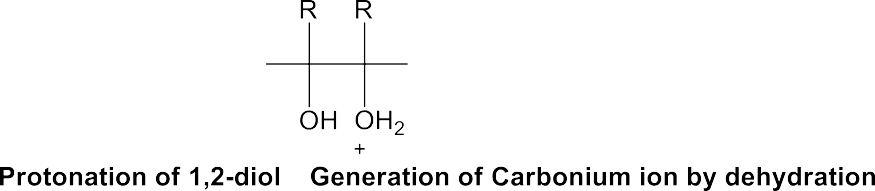 R R
OH OH2
+
Protonation of 1,2-diol Generation of Carbonium ion by dehydration